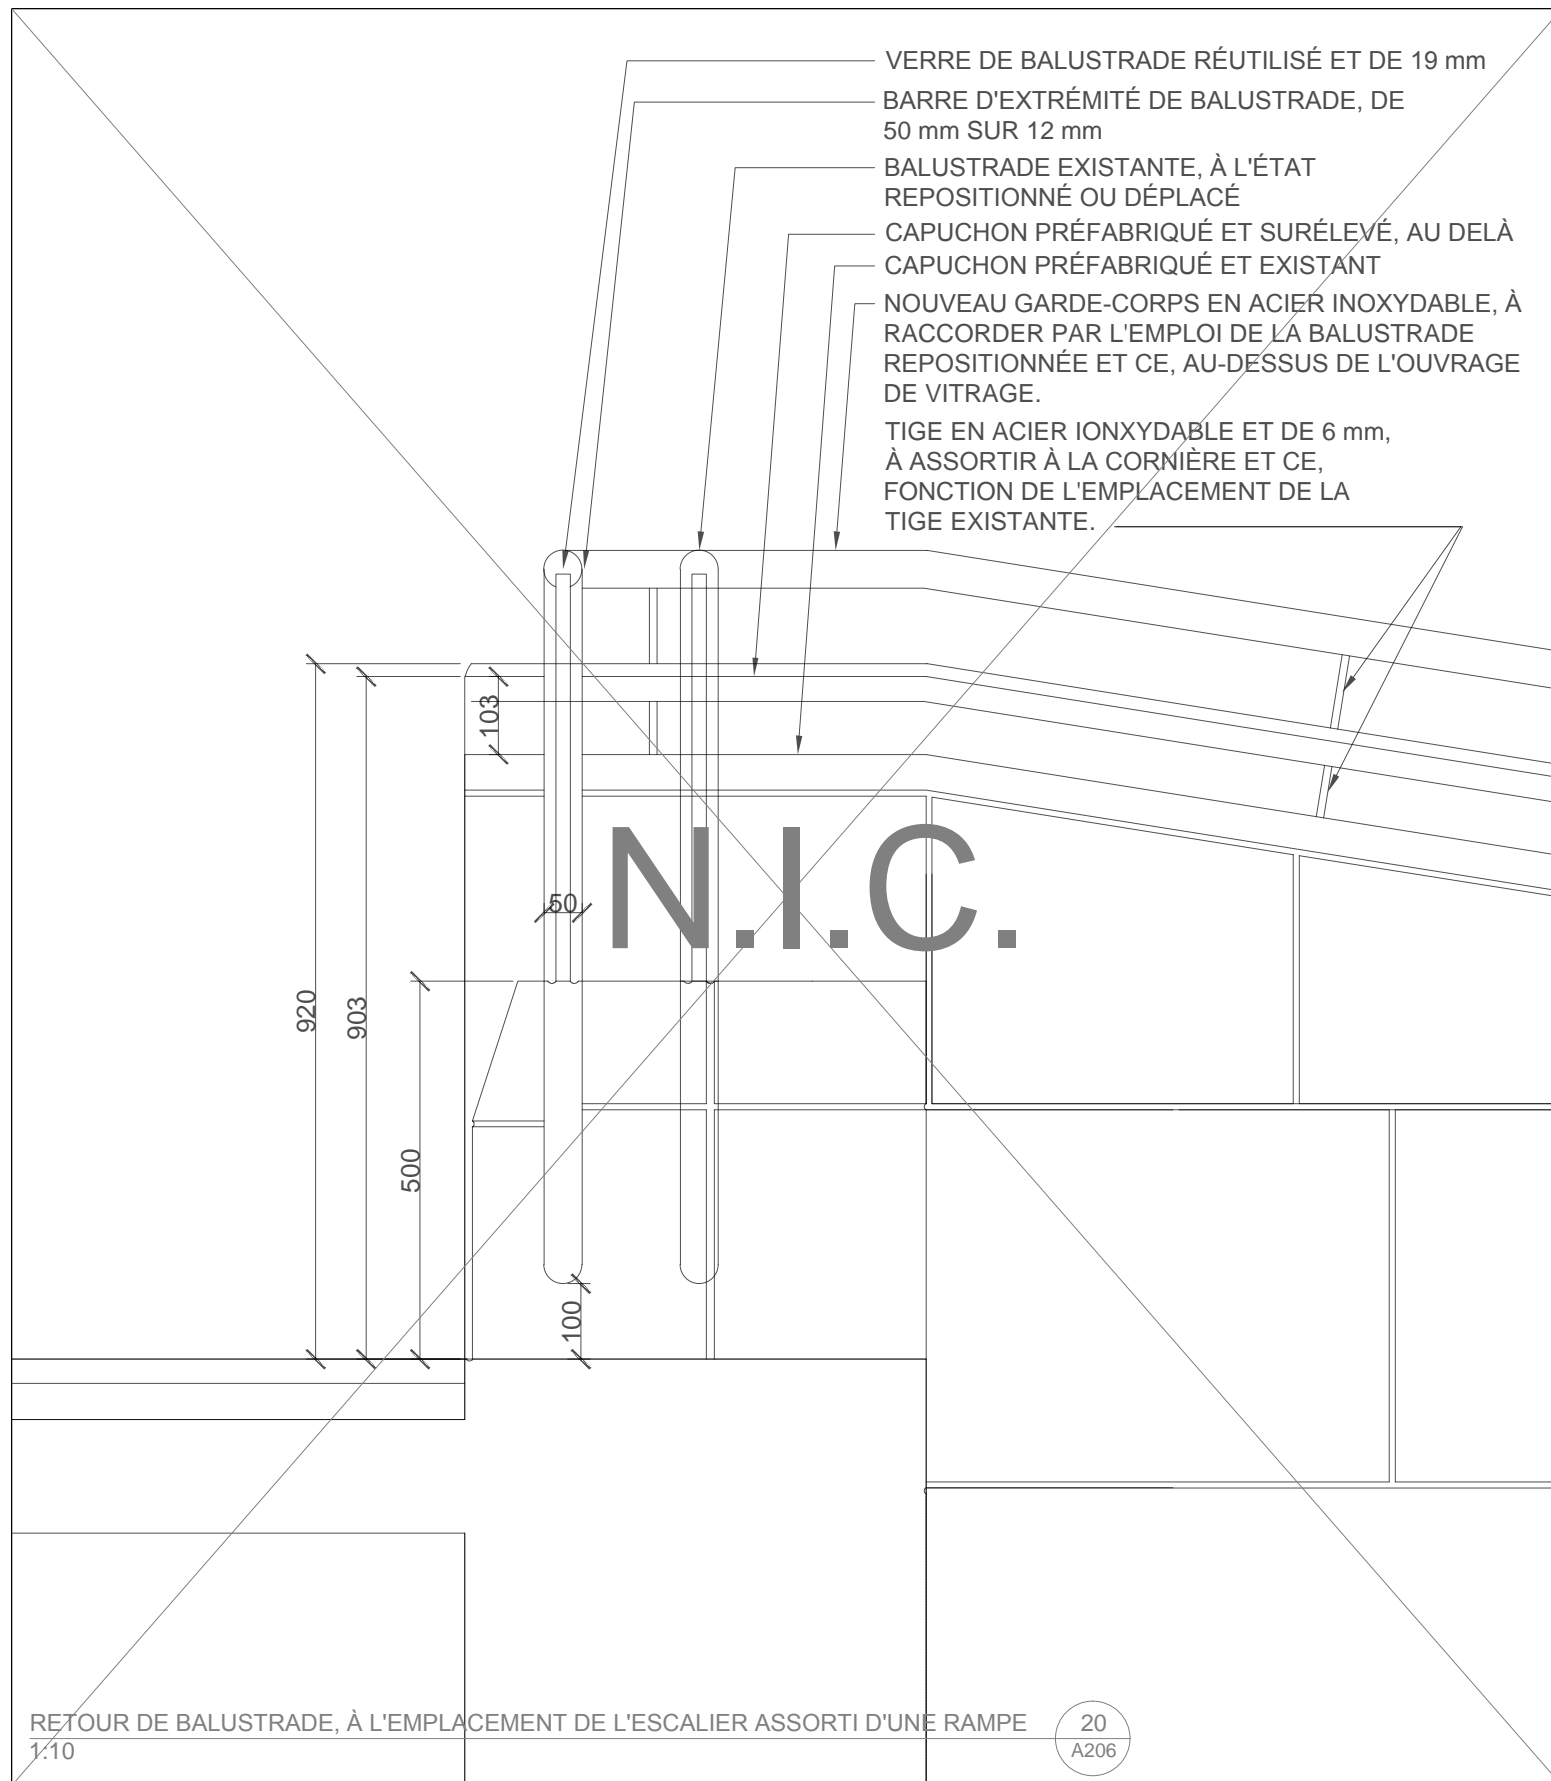 VERRE DE BALUSTRADE RÉUTILISÉ ET DE 19 mm
BARRE D'EXTRÉMITÉ DE BALUSTRADE, DE
50 mm SUR 12 mm
BALUSTRADE EXISTANTE, À L'ÉTAT
REPOSITIONNÉ OU DÉPLACÉ
CAPUCHON PRÉFABRIQUÉ ET SURÉLEVÉ, AU DELÀ
CAPUCHON PRÉFABRIQUÉ ET EXISTANT
NOUVEAU GARDE-CORPS EN ACIER INOXYDABLE, À
RACCORDER PAR L'EMPLOI DE LA BALUSTRADE
REPOSITIONNÉE ET CE, AU-DESSUS DE L'OUVRAGE
DE VITRAGE.
TIGE EN ACIER IONXYDABLE ET DE 6 mm,
À ASSORTIR À LA CORNIÈRE ET CE,
FONCTION DE L'EMPLACEMENT DE LA
TIGE EXISTANTE.
103
N.I.C.
50
920
903
500
100
RETOUR DE BALUSTRADE, À L'EMPLACEMENT DE L'ESCALIER ASSORTI D'UNE RAMPE
1:10
20
A206